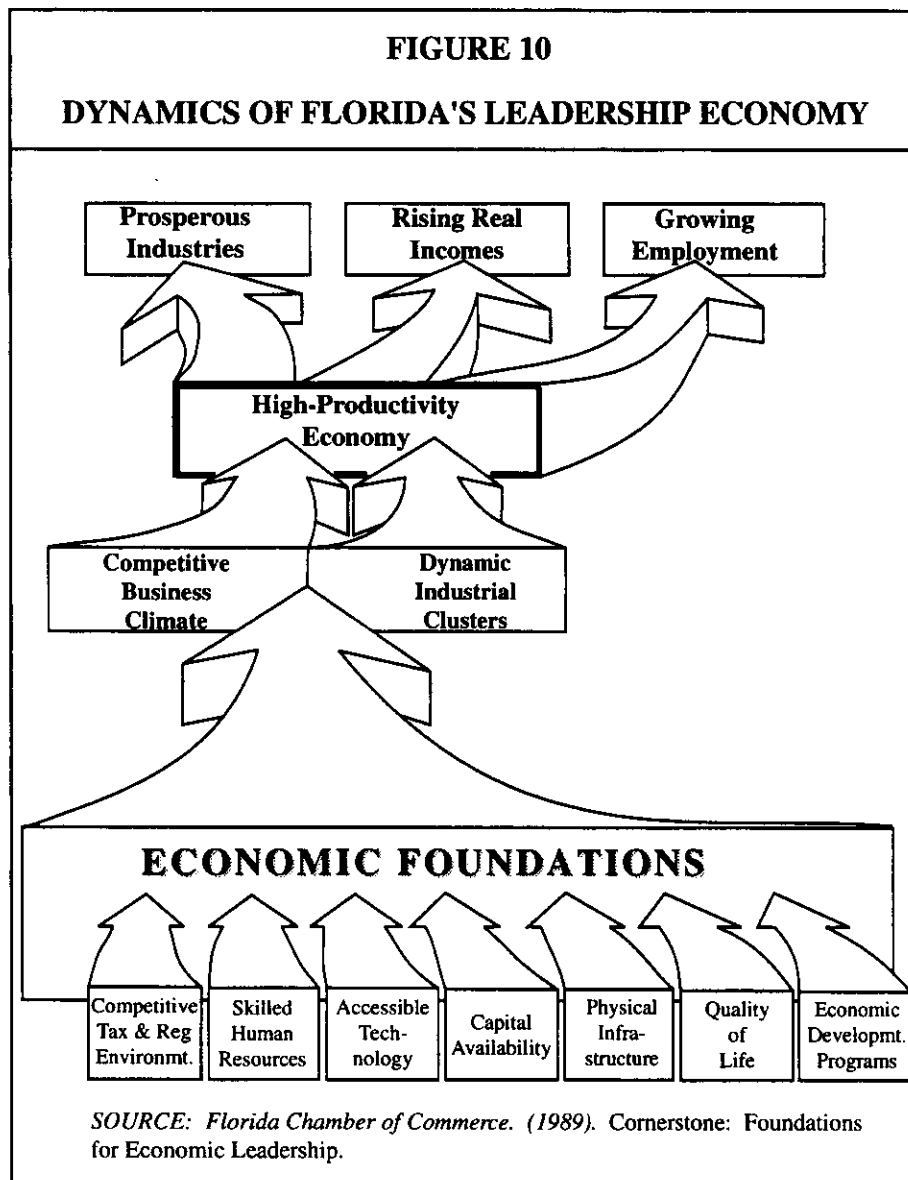 FIGURE 10
DYNAMICS OF FLORIDA'S LEADERSHIP ECONOMY
Prosperous
Industries
Rising Real
Incomes
Growing
Employment
High-Productivity
Economy
Competitive
Business
Climate
Dynamic
Industrial
Clusters
ECONOMIC FOUNDATIONS
Competitive
Tax & Reg
Environmt.
Skilled
Human
Resources
Accessible
Tech-
nology
Capital
Availability
Physical
Infra-
structure
Quality
of
Life
Economic
Developmt.
Programs
SOURCE: Florida Chamber of Commerce. (1989). Cornerstone: Foundations
for Economic Leadership.